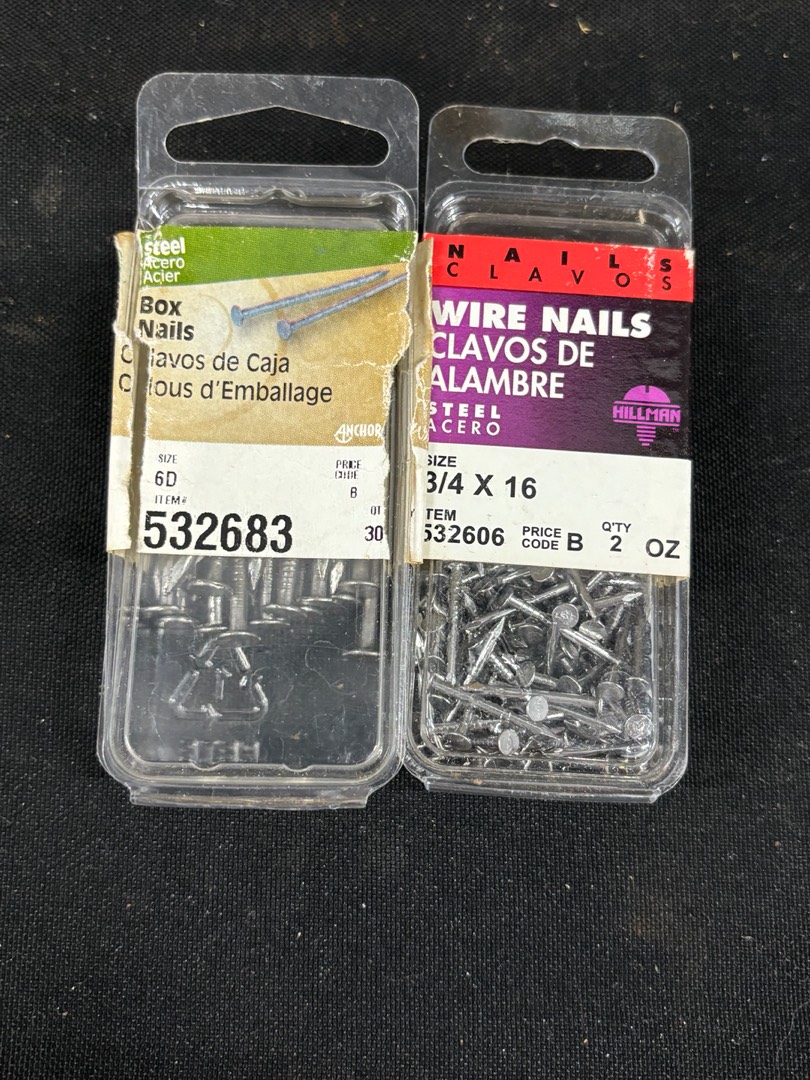 Steel
Acero
Acier
Box
Nails
Clavos de Caja
Clous d'Emballage
ANCHOR
SIZE
6D
PRICE
CODE
B
ITEM#
532683
QTY
30
NAILS
CLAVOS
WIRE NAILS
CLAVOS DE
ALAMBRE
STEEL
ACERO
HILLMAN
SIZE
3/4 X 16
ITEM
532606
PRICE
CODE B
Q'TY
2 OZ